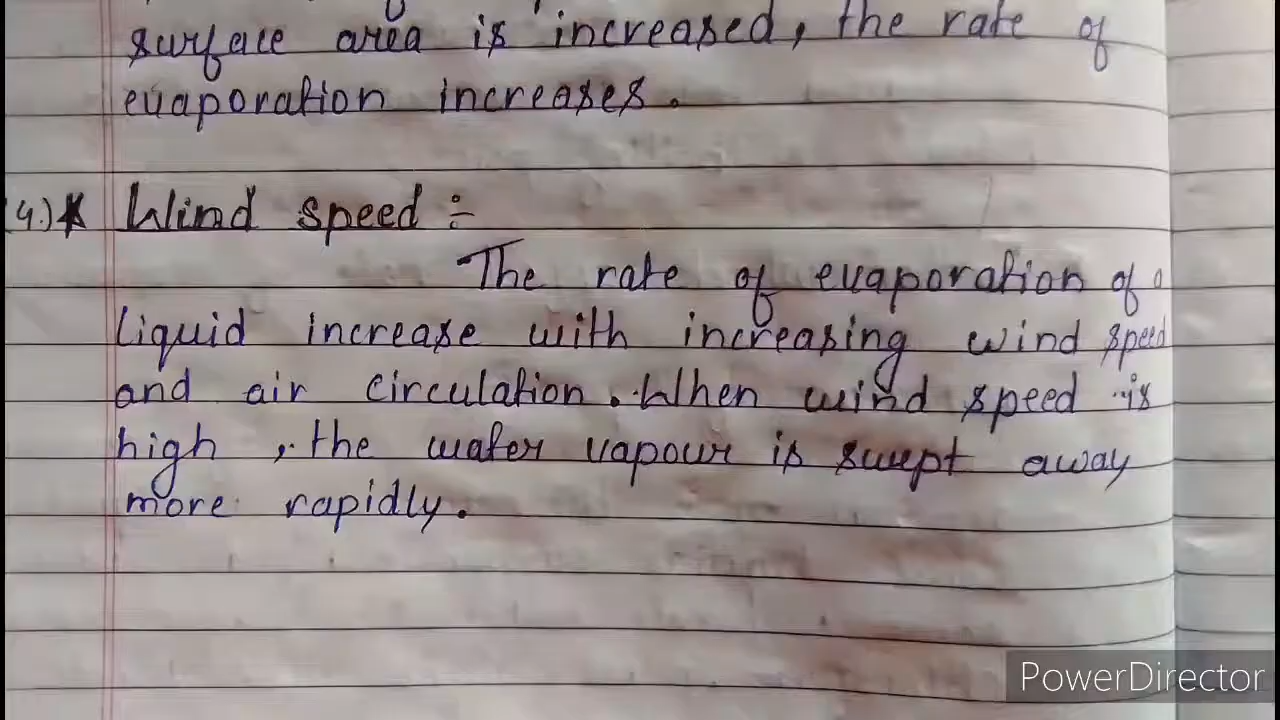 surface area is increased, the rate of
evaporation increases.
(4.) Wind speed ÷
The rate of evaporation of a
liquid increase with increasing wind speed
and air circulation. When wind speed is
high, the water vapour is swept away
more rapidly.
PowerDirector